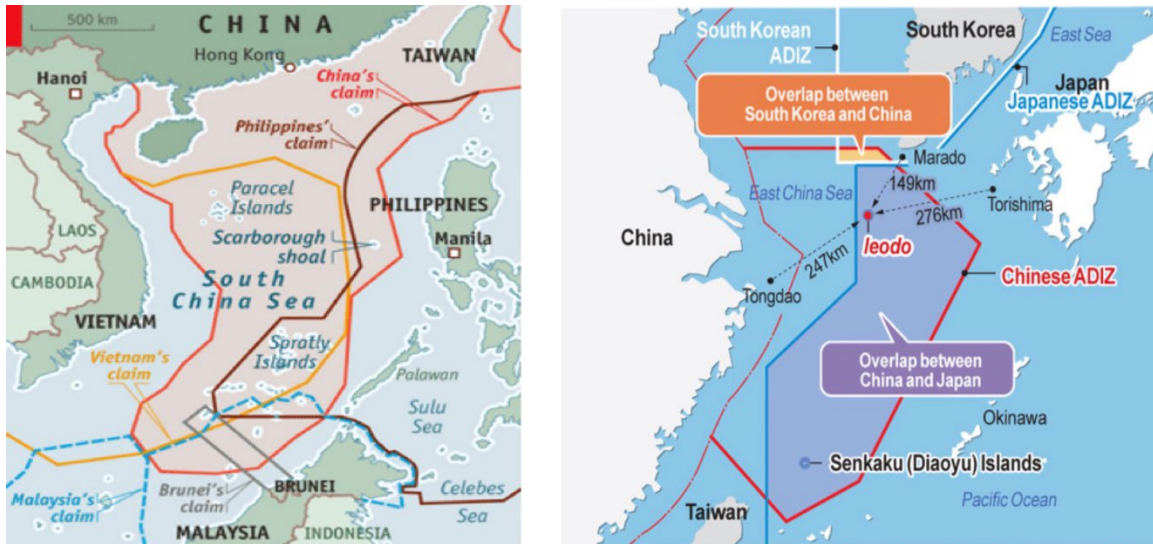 500 km
CHINA
Hong Kong
TAIWAN
Hanoi
China's
claim
Philippines'
claim
Paracel
Islands
PHILIPPINES
LAOS
Scarborough
shoal
Manila
CAMBODIA
South
China Sea
VIETNAM
Spratly
Islands
Vietnam's
claim
Palawan
Sulu
Sea
Malaysia's
claim
Brunei's
claim
BRUNEI
Celebes
Sea
MALAYSIA
INDONESIA
South Korean
ADIZ
South Korea
East Sea
Japan
Japanese ADIZ
Overlap between
South Korea and China
Marado
East China Sea
149km
276km
Torishima
China
Ieodo
247km
Tongdao
Chinese ADIZ
Overlap between
China and Japan
Okinawa
Senkaku (Diaoyu) Islands
Pacific Ocean
Taiwan